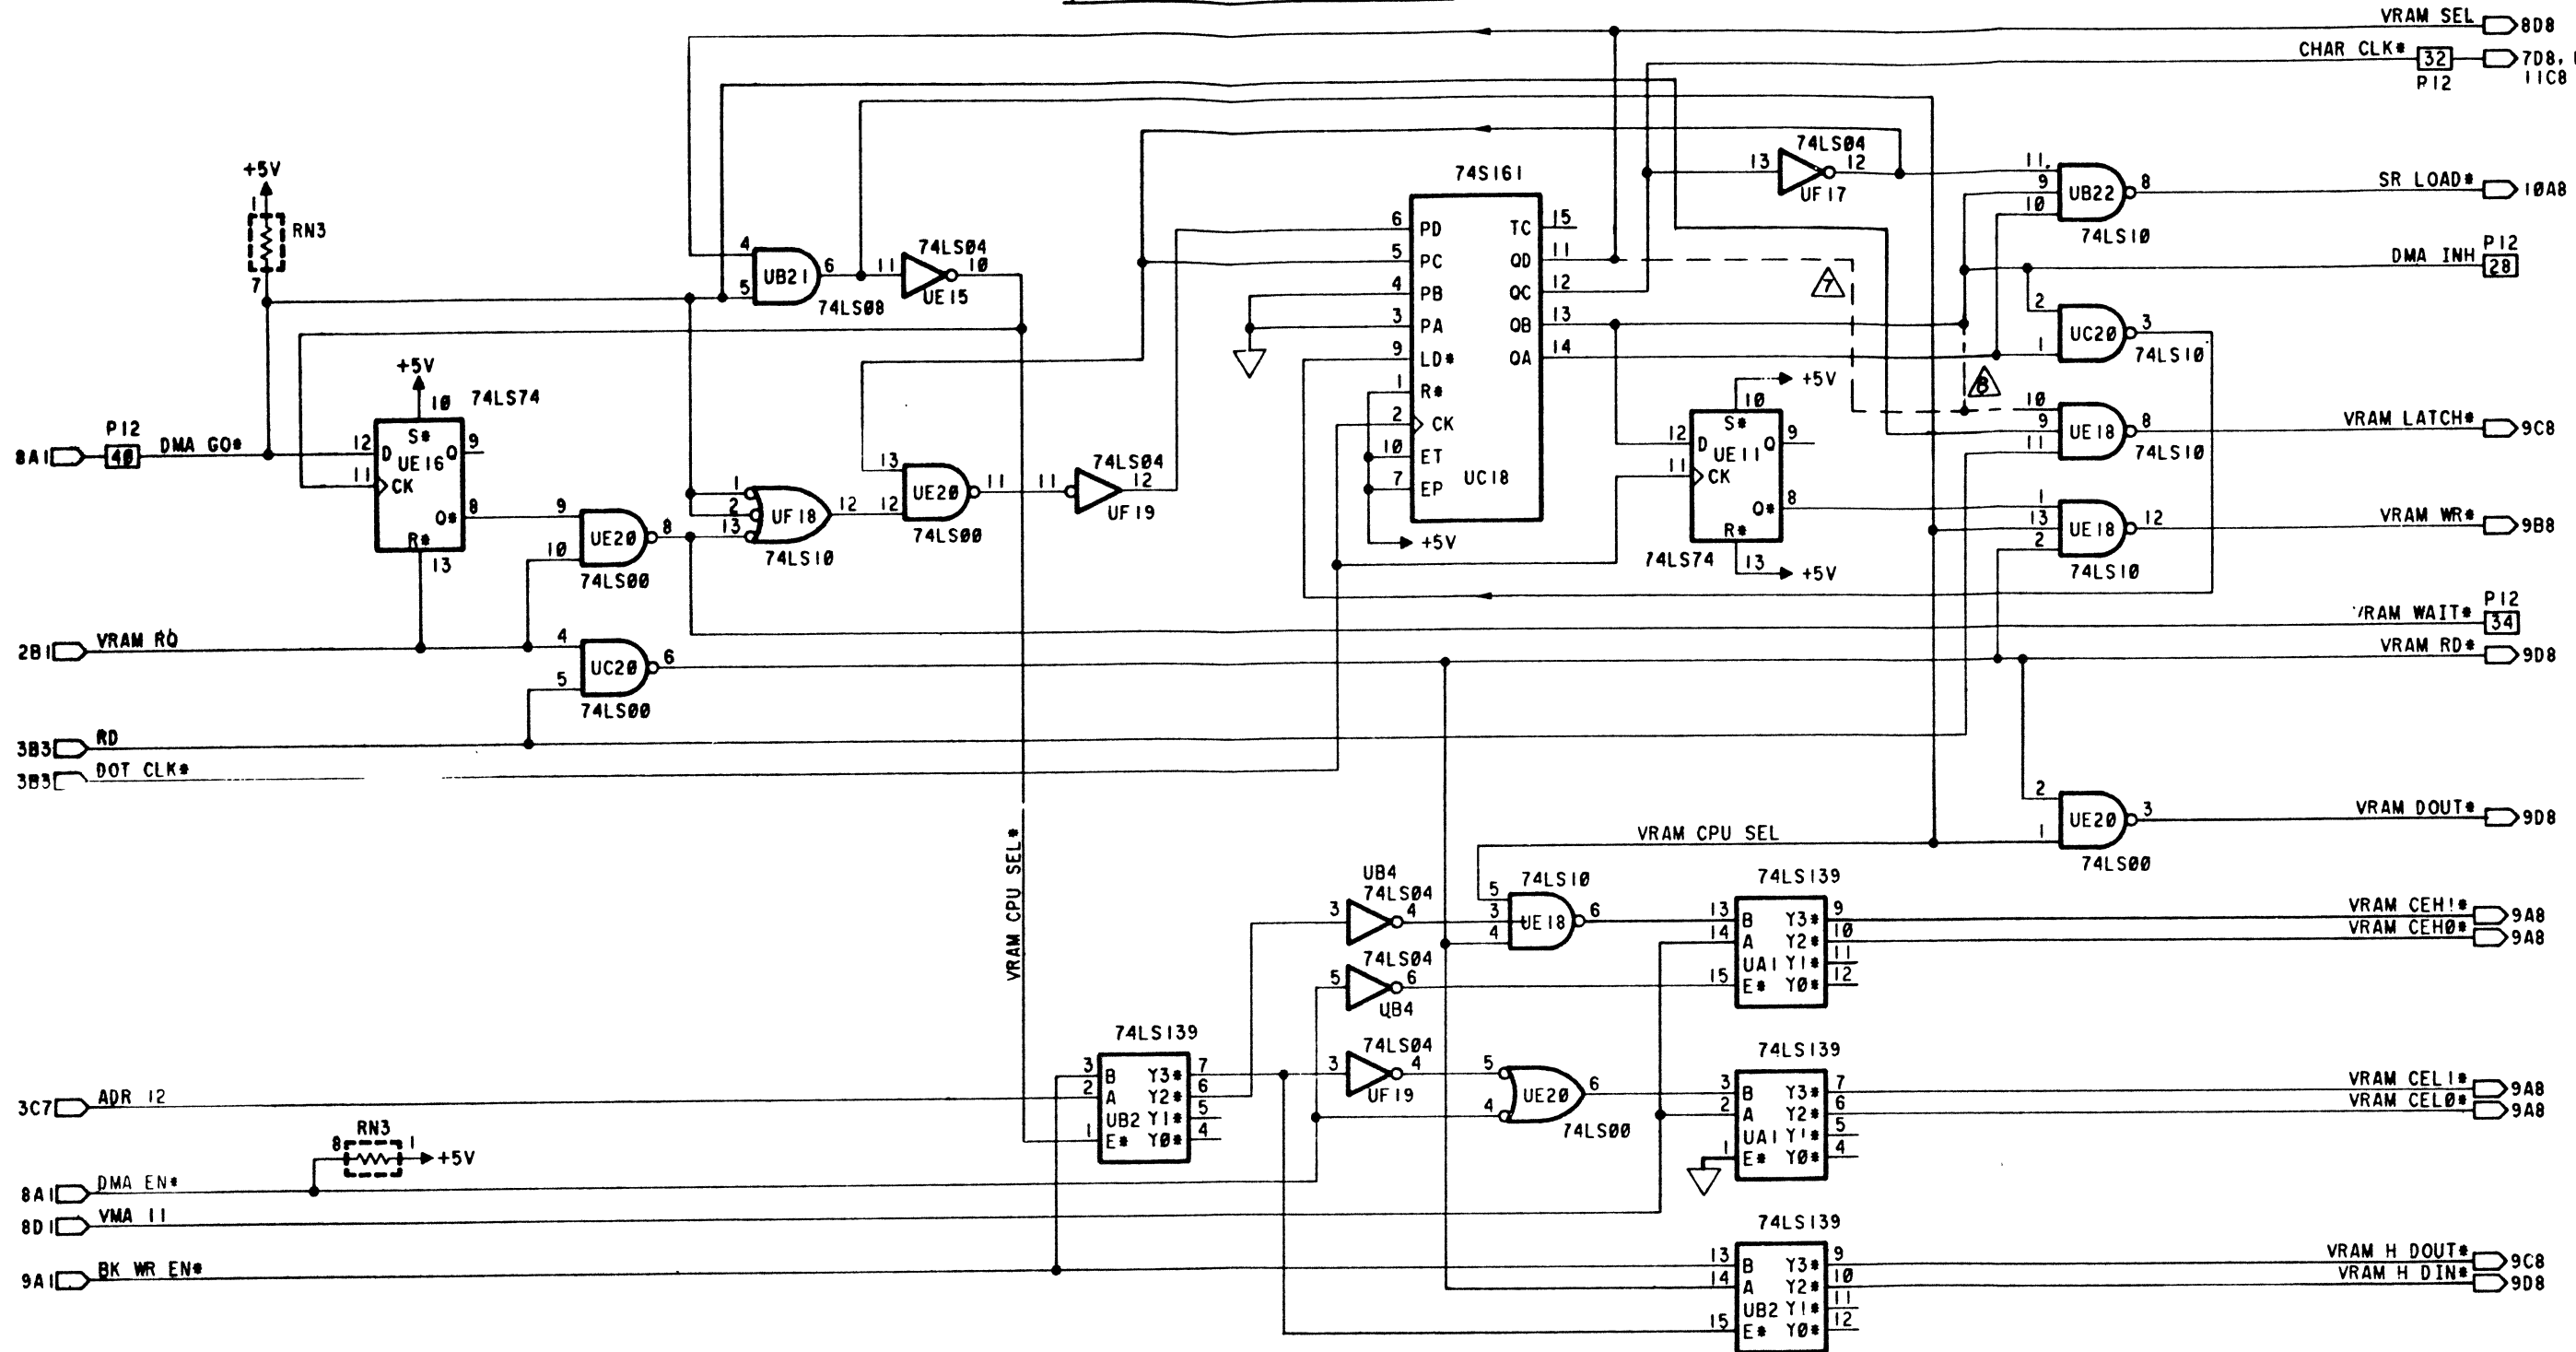 VRAM SEL 8D8
CHAR CLK* 32 7D8,
P12 11C8
74LS04
13 12
UF17
11
9 UB22 8
10
74LS10
SR LOAD* 10A8
+5V
1
RN3
7
4 UB21 6
5
74LS08
74LS04
11 10
UE15
74S161
6 PD TC 15
5 PC QD 11
4 PB QC 12
3 PA QB 13
9 LD* QA 14
1 R*
2 CK
10 ET
7 EP
UC18
+5V
7
8
P12
DMA INH 28
2
UC20 3
1
74LS10
+5V
10 74LS74
S*
12 D UE16 Q 9
11 CK
Q* 8
R*
13
P12
8A1 40 DMA GO*
9
UE20 8
10
74LS00
1
2 UF18 12
13
74LS10
13
UE20 11
12
74LS00
74LS04
11 12
UF19
+5V
10
S*
12 D UE11 Q 9
11 CK
Q* 8
R*
74LS74 13 +5V
10
9 UE18 8
11
74LS10
VRAM LATCH* 9C8
1
13 UE18 12
2
74LS10
VRAM WR* 9B8
P12
VRAM WAIT* 34
2B1 VRAM RQ
4
UC20 6
5
74LS00
VRAM RD* 9D8
3B3 RD
3B3 DOT CLK*
VRAM CPU SEL*
VRAM CPU SEL
2
UE20 3
1
74LS00
VRAM DOUT* 9D8
UB4
74LS04
3 4
74LS10
5
3 UE18 6
4
74LS04
5 6
UB4
74LS139
13 B Y3* 9
14 A Y2* 10
UA1 Y1* 11
15 E* Y0* 12
VRAM CEH1* 9A8
VRAM CEH0* 9A8
74LS139
3 B Y3* 7
2 A Y2* 6
UB2 Y1* 5
1 E* Y0* 4
74LS04
3 4
UF19
5
UE20 6
4
74LS00
74LS139
3 B Y3* 7
2 A Y2* 6
UA1 Y1* 5
1 E* Y0* 4
VRAM CEL1* 9A8
VRAM CEL0* 9A8
3C7 ADR 12
RN3
8 1 +5V
8A1 DMA EN*
8D1 VMA 11
9A1 BK WR EN*
74LS139
13 B Y3* 9
14 A Y2* 10
UB2 Y1* 11
15 E* Y0* 12
VRAM H DOUT* 9C8
VRAM H DIN* 9D8